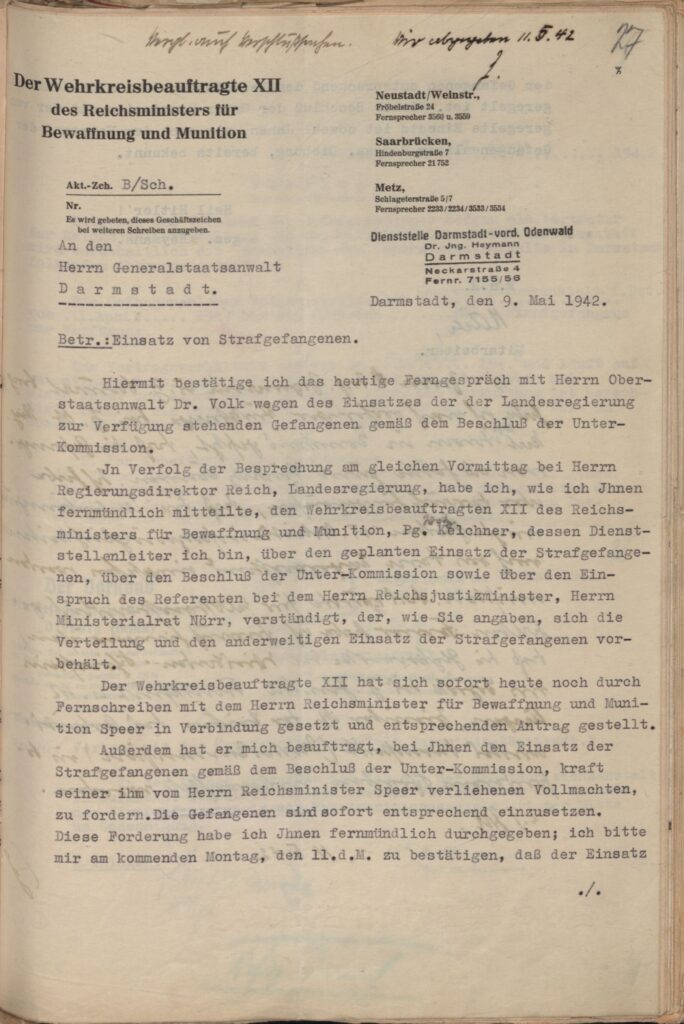 Vergl. auch Verschlußsachen. Wir abgegeben 11.5.42
27
Der Wehrkreisbeauftragte XII
des Reichsministers für
Bewaffnung und Munition
Akt.-Zch. B/Sch.
Nr.
Es wird gebeten, dieses Geschäftszeichen
bei weiteren Schreiben anzugeben.
Neustadt/Weinstr.,
Fröbelstraße 24
Fernsprecher 3560 u. 3559
Saarbrücken,
Hindenburgstraße 7
Fernsprecher 21 752
Metz,
Schlageterstraße 5/7
Fernsprecher 2233/2234/3533/3534
Dienststelle Darmstadt-vord. Odenwald
Dr. Jng. Heymann
Darmstadt
Neckarstraße 4
Fernr. 7155/56
An den
Herrn Generalstaatsanwalt
D a r m s t a d t.
Darmstadt, den 9. Mai 1942.
Betr.: Einsatz von Strafgefangenen.
Hiermit bestätige ich das heutige Ferngespräch mit Herrn Ober-
staatsanwalt Dr. Volk wegen des Einsatzes der der Landesregierung
zur Verfügung stehenden Gefangenen gemäß dem Beschluß der Unter-
Kommission.
Jn Verfolg der Besprechung am gleichen Vormittag bei Herrn
Regierungsdirektor Reich, Landesregierung, habe ich, wie ich Jhnen
fernmündlich mitteilte, den Wehrkreisbeauftragten XII des Reichs-
ministers für Bewaffnung und Munition, Pg. Kelchner, dessen Dienst-
stellenleiter ich bin, über den geplanten Einsatz der Strafgefange-
nen, über den Beschluß der Unter-Kommission sowie über den Ein-
spruch des Referenten bei dem Herrn Reichsjustizminister, Herrn
Ministerialrat Nörr, verständigt, der, wie Sie angaben, sich die
Verteilung und den anderweitigen Einsatz der Strafgefangenen vor-
behält.
Der Wehrkreisbeauftragte XII hat sich sofort heute noch durch
Fernschreiben mit dem Herrn Reichsminister für Bewaffnung und Muni-
tion Speer in Verbindung gesetzt und entsprechenden Antrag gestellt.
Außerdem hat er mich beauftragt, bei Jhnen den Einsatz der
Strafgefangenen gemäß dem Beschluß der Unter-Kommission, kraft
seiner ihm vom Herrn Reichsminister Speer verliehenen Vollmachten,
zu fordern.Die Gefangenen sind sofort entsprechend einzusetzen.
Diese Forderung habe ich Jhnen fernmündlich durchgegeben; ich bitte
mir am kommenden Montag, den 11.d.M. zu bestätigen, daß der Einsatz
./.